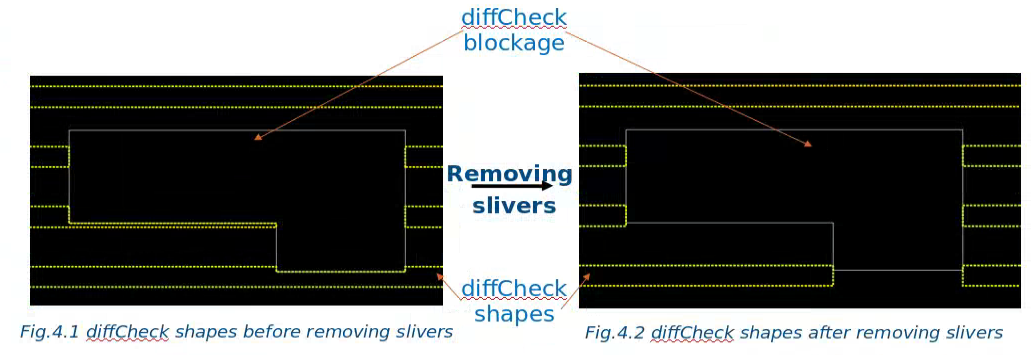 diffCheck
blockage
Removing
slivers
diffCheck
shapes
Fig.4.1 diffCheck shapes before removing slivers
Fig.4.2 diffCheck shapes after removing slivers